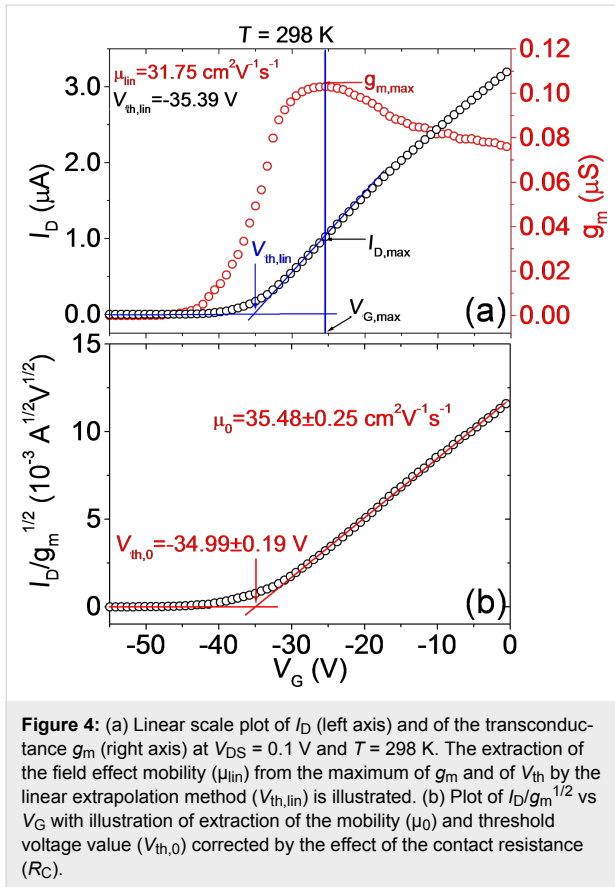 T = 298 K
μlin=31.75 cm²V⁻¹s⁻¹
Vth,lin=-35.39 V
gm,max
Vth,lin
ID,max
VG,max
(a)
ID (μA)
3.0
2.0
1.0
0.0
gm (μS)
0.12
0.10
0.08
0.06
0.04
0.02
0.00
μ0=35.48±0.25 cm²V⁻¹s⁻¹
Vth,0=-34.99±0.19 V
(b)
ID/gm^1/2 (10⁻³ A^1/2V^1/2)
15
10
5
0
-50 -40 -30 -20 -10 0
VG (V)
Figure 4: (a) Linear scale plot of ID (left axis) and of the transconduc-
tance gm (right axis) at VDS = 0.1 V and T = 298 K. The extraction of
the field effect mobility (μlin) from the maximum of gm and of Vth by the
linear extrapolation method (Vth,lin) is illustrated. (b) Plot of ID/gm^1/2 vs
VG with illustration of extraction of the mobility (μ0) and threshold
voltage value (Vth,0) corrected by the effect of the contact resistance
(RC).